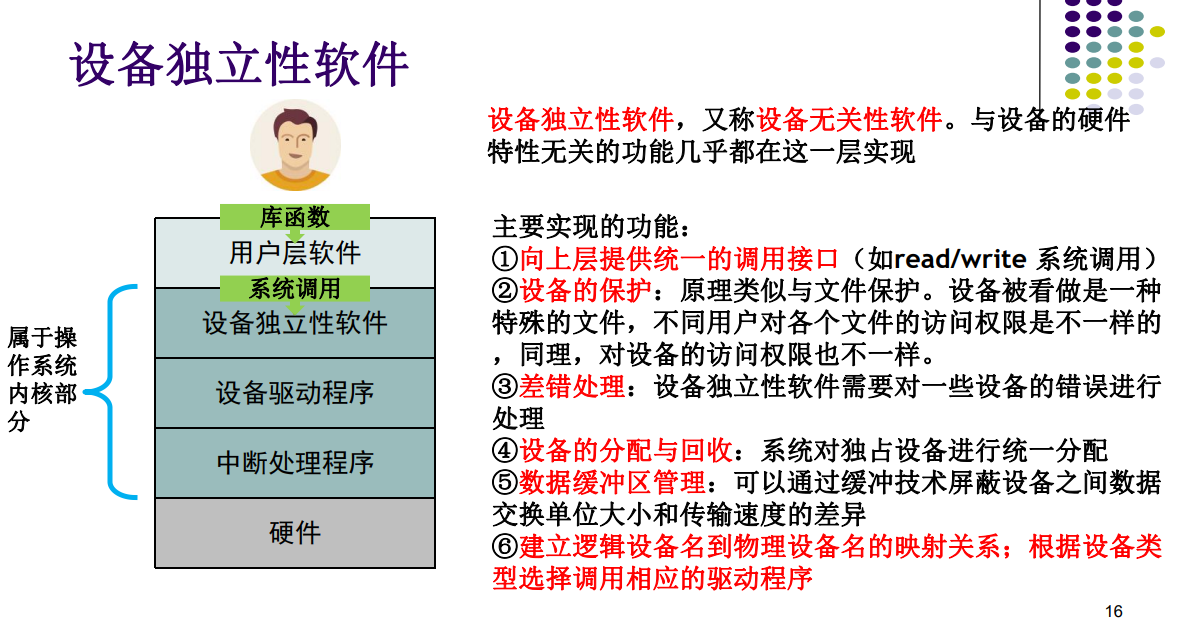 设备独立性软件
库函数
用户层软件
系统调用
设备独立性软件
设备驱动程序
中断处理程序
硬件
属于操
作系统
内核部
分
设备独立性软件，又称设备无关性软件。与设备的硬件
特性无关的功能几乎都在这一层实现
主要实现的功能：
①向上层提供统一的调用接口（如read/write 系统调用）
②设备的保护：原理类似与文件保护。设备被看做是一种
特殊的文件，不同用户对各个文件的访问权限是不一样的
，同理，对设备的访问权限也不一样。
③差错处理：设备独立性软件需要对一些设备的错误进行
处理
④设备的分配与回收：系统对独占设备进行统一分配
⑤数据缓冲区管理：可以通过缓冲技术屏蔽设备之间数据
交换单位大小和传输速度的差异
⑥建立逻辑设备名到物理设备名的映射关系；根据设备类
型选择调用相应的驱动程序
16